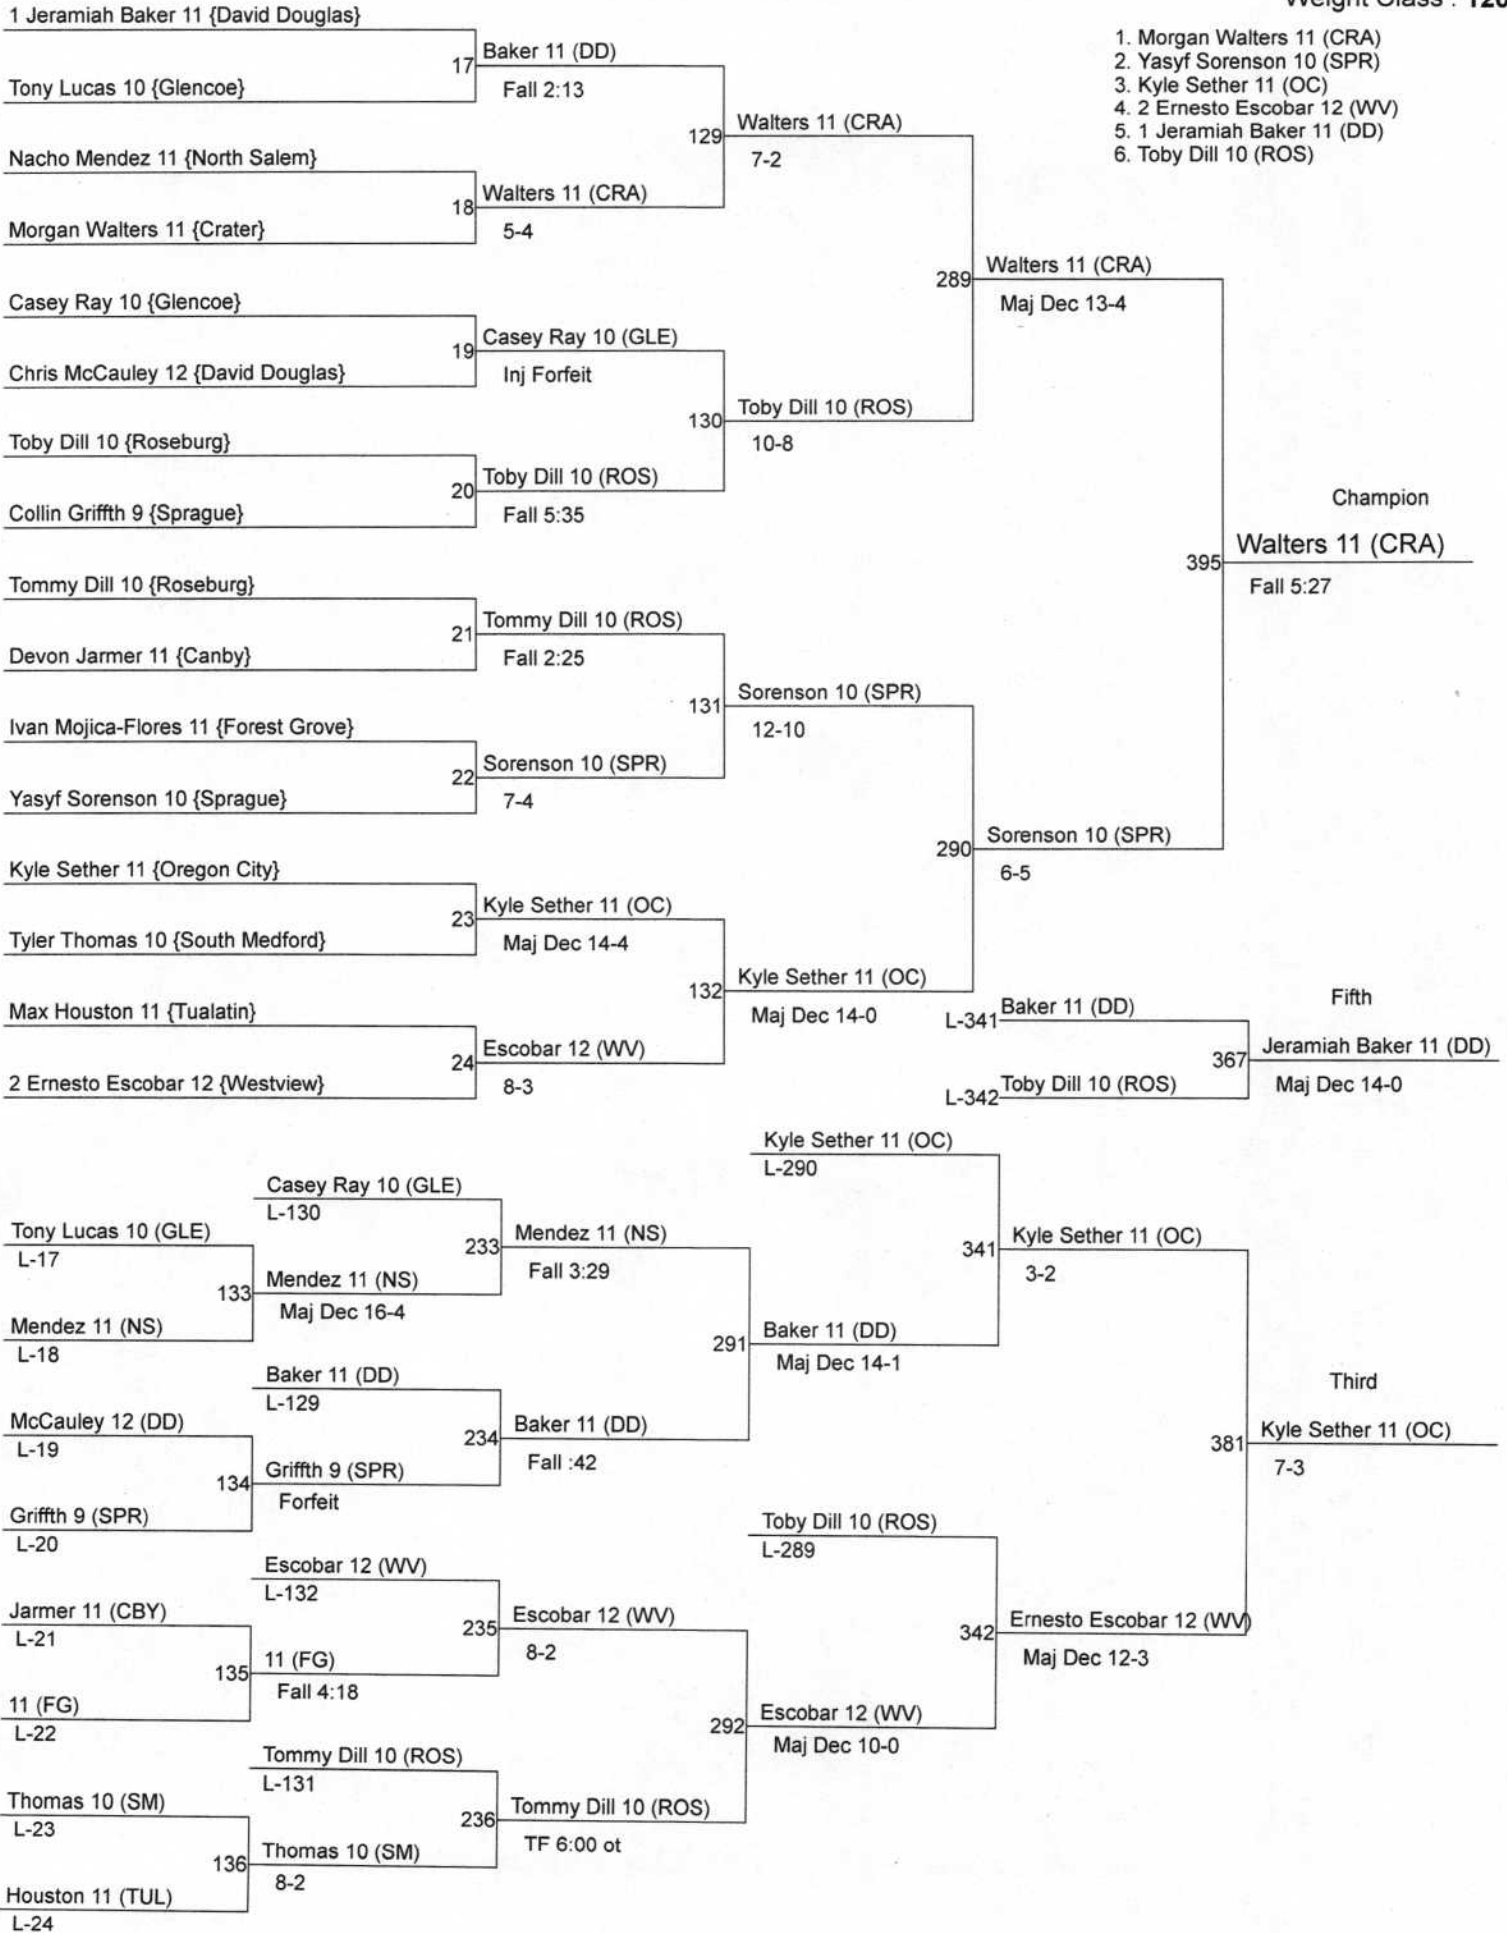 Weight Class : 120
1. Morgan Walters 11 (CRA)
2. Yasyf Sorenson 10 (SPR)
3. Kyle Sether 11 (OC)
4. 2 Ernesto Escobar 12 (WV)
5. 1 Jeramiah Baker 11 (DD)
6. Toby Dill 10 (ROS)
1 Jeramiah Baker 11 {David Douglas}
17
Tony Lucas 10 {Glencoe}
Baker 11 (DD)
Fall 2:13
Nacho Mendez 11 {North Salem}
18
Morgan Walters 11 {Crater}
Walters 11 (CRA)
5-4
129
Walters 11 (CRA)
7-2
Casey Ray 10 {Glencoe}
19
Chris McCauley 12 {David Douglas}
Casey Ray 10 (GLE)
Inj Forfeit
Toby Dill 10 {Roseburg}
20
Collin Griffth 9 {Sprague}
Toby Dill 10 (ROS)
Fall 5:35
130
Toby Dill 10 (ROS)
10-8
289
Walters 11 (CRA)
Maj Dec 13-4
Tommy Dill 10 {Roseburg}
21
Devon Jarmer 11 {Canby}
Tommy Dill 10 (ROS)
Fall 2:25
Ivan Mojica-Flores 11 {Forest Grove}
22
Yasyf Sorenson 10 {Sprague}
Sorenson 10 (SPR)
7-4
131
Sorenson 10 (SPR)
12-10
Kyle Sether 11 {Oregon City}
23
Tyler Thomas 10 {South Medford}
Kyle Sether 11 (OC)
Maj Dec 14-4
Max Houston 11 {Tualatin}
24
2 Ernesto Escobar 12 {Westview}
Escobar 12 (WV)
8-3
132
Kyle Sether 11 (OC)
Maj Dec 14-0
290
Sorenson 10 (SPR)
6-5
Champion
395
Walters 11 (CRA)
Fall 5:27
Fifth
L-341
Baker 11 (DD)
L-342
Toby Dill 10 (ROS)
367
Jeramiah Baker 11 (DD)
Maj Dec 14-0
Tony Lucas 10 (GLE)
L-17
Mendez 11 (NS)
L-18
133
Mendez 11 (NS)
Maj Dec 16-4
Casey Ray 10 (GLE)
L-130
233
Mendez 11 (NS)
Fall 3:29
McCauley 12 (DD)
L-19
Griffth 9 (SPR)
L-20
134
Griffth 9 (SPR)
Forfeit
Baker 11 (DD)
L-129
234
Baker 11 (DD)
Fall :42
291
Baker 11 (DD)
Maj Dec 14-1
Kyle Sether 11 (OC)
L-290
341
Kyle Sether 11 (OC)
3-2
Jarmer 11 (CBY)
L-21
11 (FG)
L-22
135
11 (FG)
Fall 4:18
Escobar 12 (WV)
L-132
235
Escobar 12 (WV)
8-2
Thomas 10 (SM)
L-23
Houston 11 (TUL)
L-24
136
Thomas 10 (SM)
8-2
Tommy Dill 10 (ROS)
L-131
236
Tommy Dill 10 (ROS)
TF 6:00 ot
292
Escobar 12 (WV)
Maj Dec 10-0
Toby Dill 10 (ROS)
L-289
342
Ernesto Escobar 12 (WV)
Maj Dec 12-3
Third
381
Kyle Sether 11 (OC)
7-3